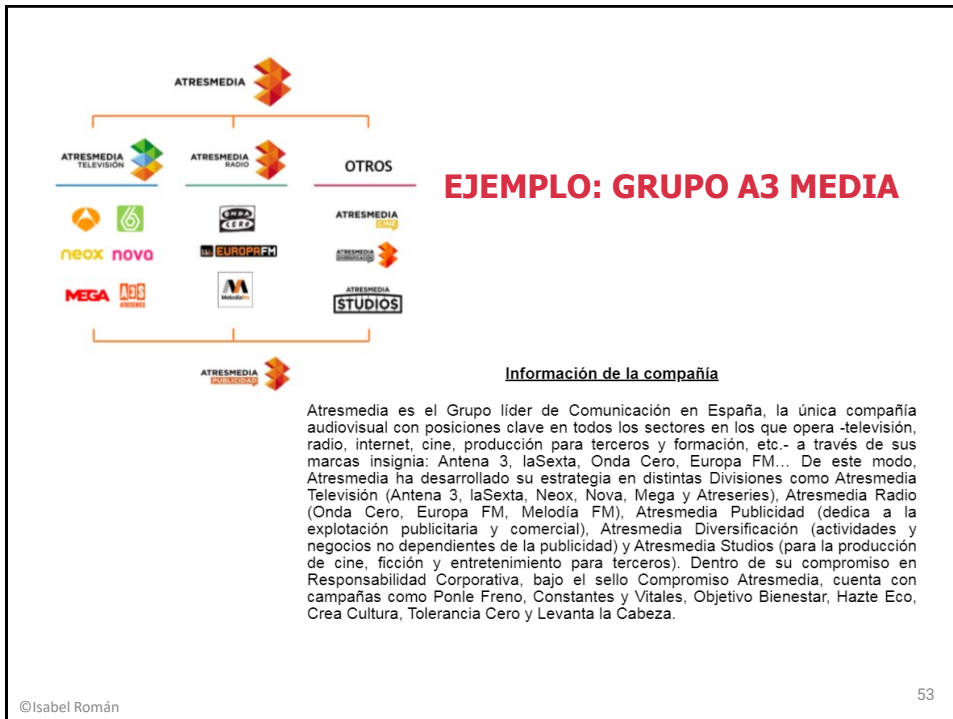 ATRESMEDIA
ATRESMEDIA
TELEVISIÓN
ATRESMEDIA
RADIO
OTROS
EJEMPLO: GRUPO A3 MEDIA
6
ONDA
CERO
ATRESMEDIA
CINE
neox nova
EUROPA FM
ATRESMEDIA
DIVERSIFICACIÓN
MEGA
A3S
ATRESERIES
MelodíaFM
ATRESMEDIA
STUDIOS
ATRESMEDIA
PUBLICIDAD
Información de la compañía
Atresmedia es el Grupo líder de Comunicación en España, la única compañía
audiovisual con posiciones clave en todos los sectores en los que opera -televisión,
radio, internet, cine, producción para terceros y formación, etc.- a través de sus
marcas insignia: Antena 3, laSexta, Onda Cero, Europa FM... De este modo,
Atresmedia ha desarrollado su estrategia en distintas Divisiones como Atresmedia
Televisión (Antena 3, laSexta, Neox, Nova, Mega y Atreseries), Atresmedia Radio
(Onda Cero, Europa FM, Melodía FM), Atresmedia Publicidad (dedica a la
explotación publicitaria y comercial), Atresmedia Diversificación (actividades y
negocios no dependientes de la publicidad) y Atresmedia Studios (para la producción
de cine, ficción y entretenimiento para terceros). Dentro de su compromiso en
Responsabilidad Corporativa, bajo el sello Compromiso Atresmedia, cuenta con
campañas como Ponle Freno, Constantes y Vitales, Objetivo Bienestar, Hazte Eco,
Crea Cultura, Tolerancia Cero y Levanta la Cabeza.
©Isabel Román
53